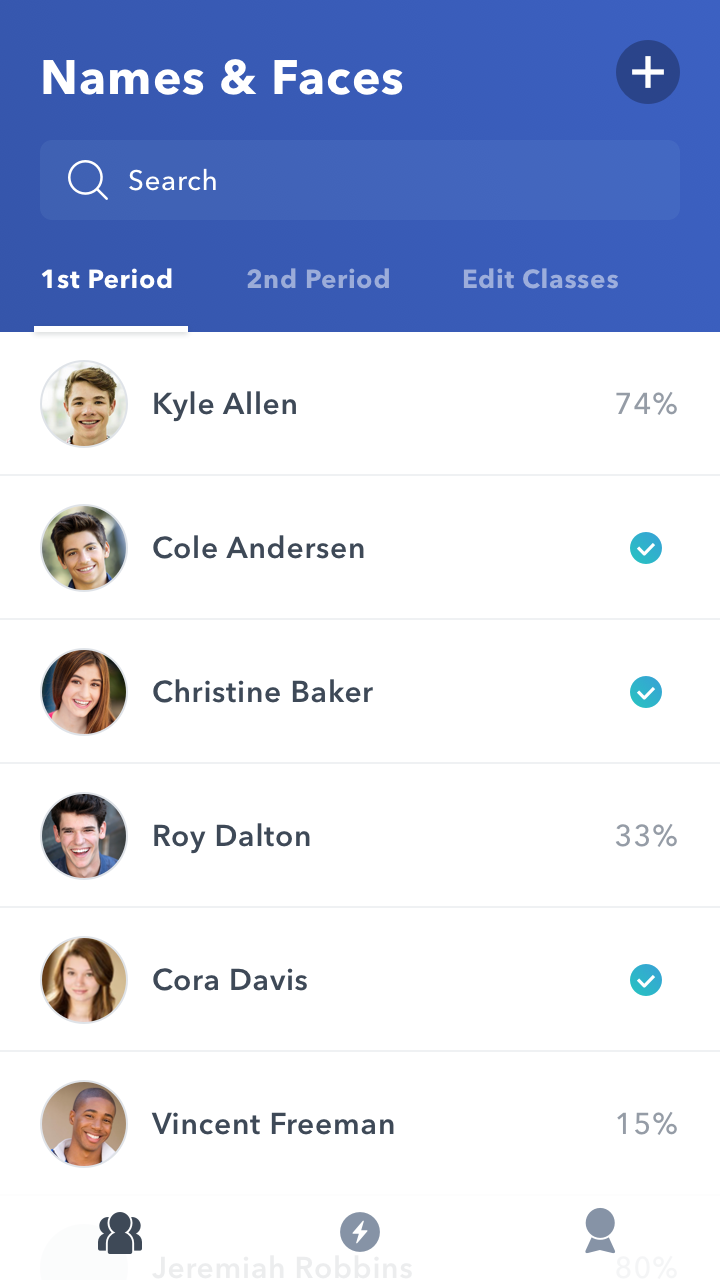 Names & Faces
Search
1st Period 2nd Period Edit Classes
Kyle Allen 74%
Cole Andersen
Christine Baker
Roy Dalton 33%
Cora Davis
Vincent Freeman 15%
Jeremiah Robbins 80%